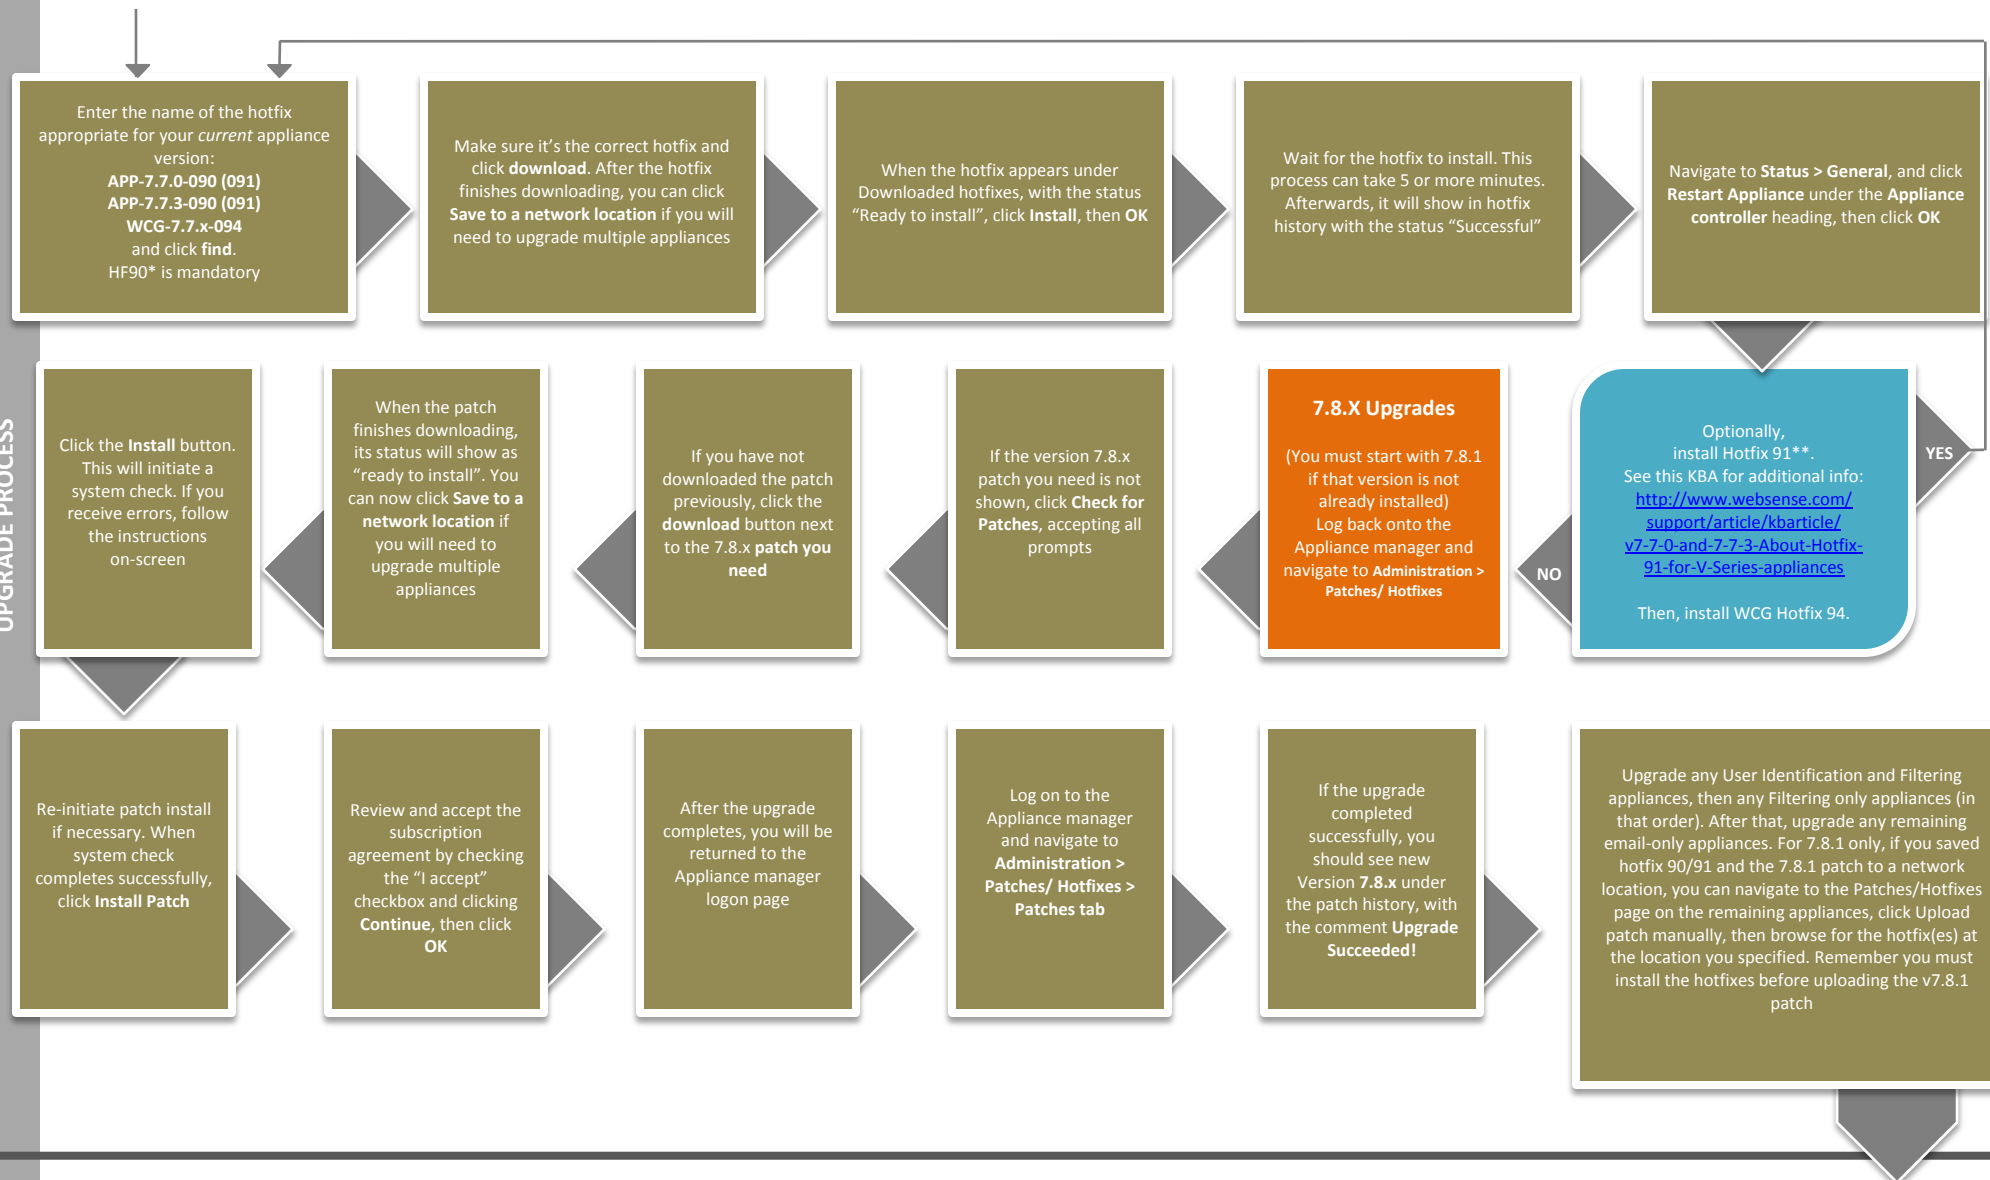 Enter the name of the hotfix
appropriate for your current appliance
version:
APP-7.7.0-090 (091)
APP-7.7.3-090 (091)
WCG-7.7.x-094
and click find.
HF90* is mandatory
Make sure it’s the correct hotfix and
click download. After the hotfix
finishes downloading, you can click
Save to a network location if you will
need to upgrade multiple appliances
When the hotfix appears under
Downloaded hotfixes, with the status
“Ready to install”, click Install, then OK
Wait for the hotfix to install. This
process can take 5 or more minutes.
Afterwards, it will show in hotfix
history with the status “Successful”
Navigate to Status > General, and click
Restart Appliance under the Appliance
controller heading, then click OK
Optionally,
install Hotfix 91**.
See this KBA for additional info:
http://www.websense.com/
support/article/kbarticle/
v7-7-0-and-7-7-3-About-Hotfix-
91-for-V-Series-appliances
Then, install WCG Hotfix 94.
YES
NO
7.8.X Upgrades
(You must start with 7.8.1
if that version is not
already installed)
Log back onto the
Appliance manager and
navigate to Administration >
Patches/ Hotfixes
If the version 7.8.x
patch you need is not
shown, click Check for
Patches, accepting all
prompts
If you have not
downloaded the patch
previously, click the
download button next
to the 7.8.x patch you
need
When the patch
finishes downloading,
its status will show as
“ready to install”. You
can now click Save to a
network location if
you will need to
upgrade multiple
appliances
Click the Install button.
This will initiate a
system check. If you
receive errors, follow
the instructions
on-screen
UPGRADE PROCESS
Re-initiate patch install
if necessary. When
system check
completes successfully,
click Install Patch
Review and accept the
subscription
agreement by checking
the “I accept”
checkbox and clicking
Continue, then click
OK
After the upgrade
completes, you will be
returned to the
Appliance manager
logon page
Log on to the
Appliance manager
and navigate to
Administration >
Patches/ Hotfixes >
Patches tab
If the upgrade
completed
successfully, you
should see new
Version 7.8.x under
the patch history, with
the comment Upgrade
Succeeded!
Upgrade any User Identification and Filtering
appliances, then any Filtering only appliances (in
that order). After that, upgrade any remaining
email-only appliances. For 7.8.1 only, if you saved
hotfix 90/91 and the 7.8.1 patch to a network
location, you can navigate to the Patches/Hotfixes
page on the remaining appliances, click Upload
patch manually, then browse for the hotfix(es) at
the location you specified. Remember you must
install the hotfixes before uploading the v7.8.1
patch